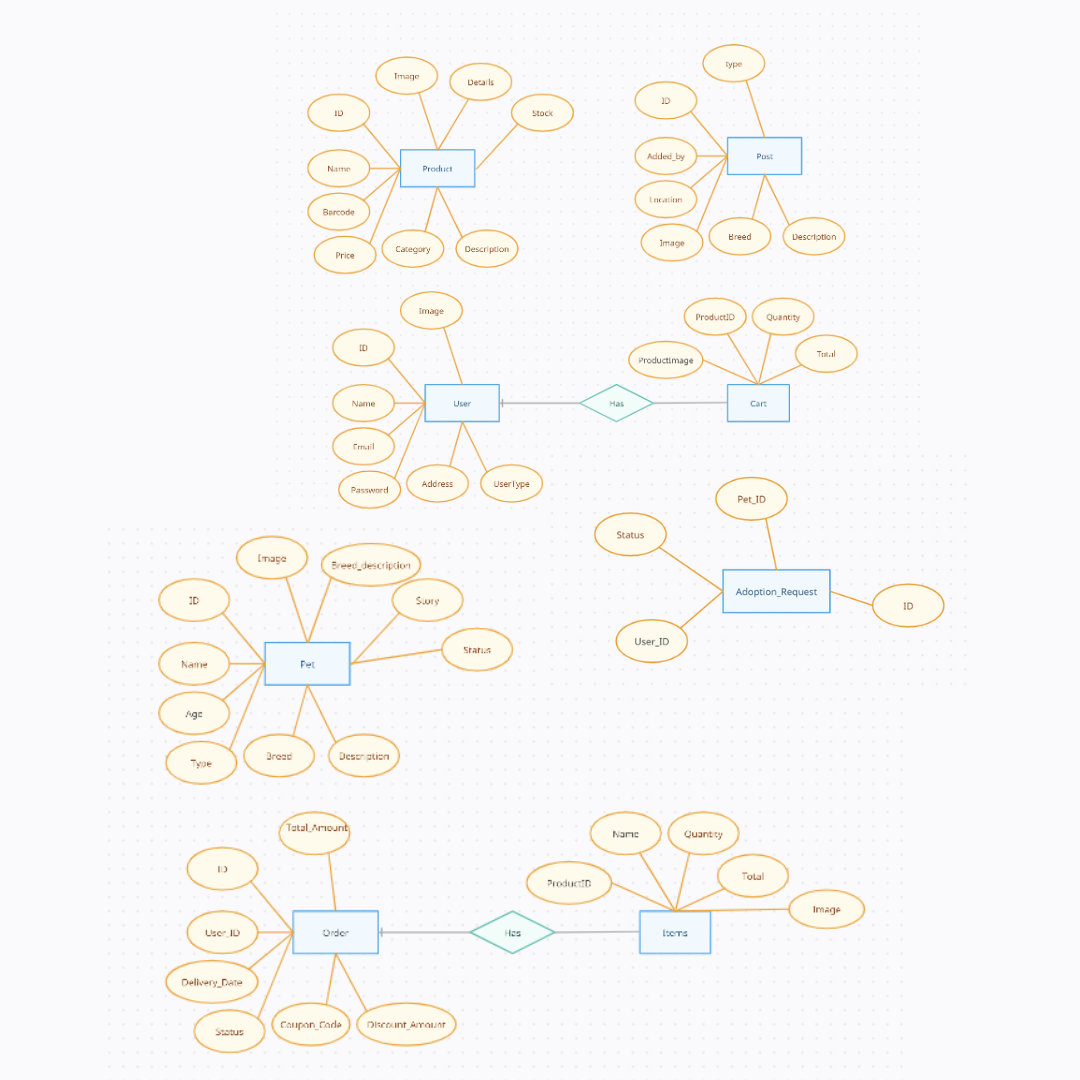 Image
Details
ID
Stock
Name
Product
Barcode
Price
Category
Description
Type
ID
Added_by
Post
Location
Image
Breed
Description
Image
ID
Name
User
Email
Password
Address
UserType
Has
ProductID
Quantity
ProductImage
Total
Cart
Pet_ID
Status
Adoption_Request
ID
User_ID
Image
Breed_description
ID
Story
Name
Pet
Status
Age
Type
Breed
Description
Total_Amount
ID
User_ID
Order
Delivery_Date
Status
Coupon_Code
Discount_Amount
Has
Name
Quantity
ProductID
Total
Image
Items